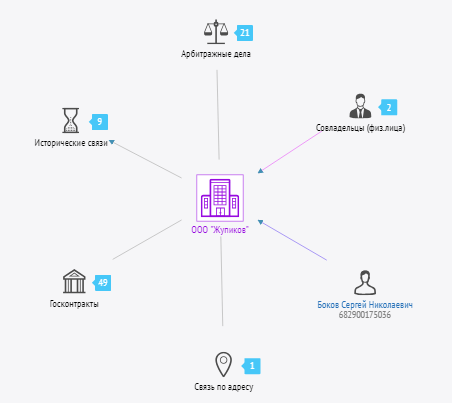 21
Арбитражные дела
2
Совладельцы (физ.лица)
9
Исторические связи
ООО "Жупиков"
49
Госконтракты
Боков Сергей Николаевич
682900175036
1
Связь по адресу